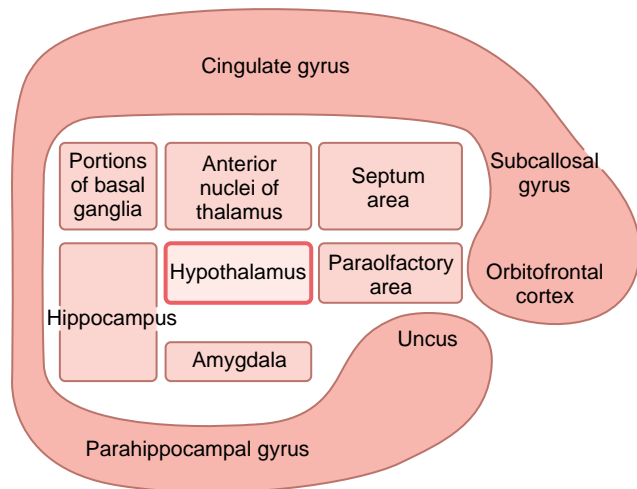 Cingulate gyrus
Portions
of basal
ganglia
Anterior
nuclei of
thalamus
Septum
area
Subcallosal
gyrus
Hypothalamus
Paraolfactory
area
Orbitofrontal
cortex
Hippocampus
Amygdala
Uncus
Parahippocampal gyrus